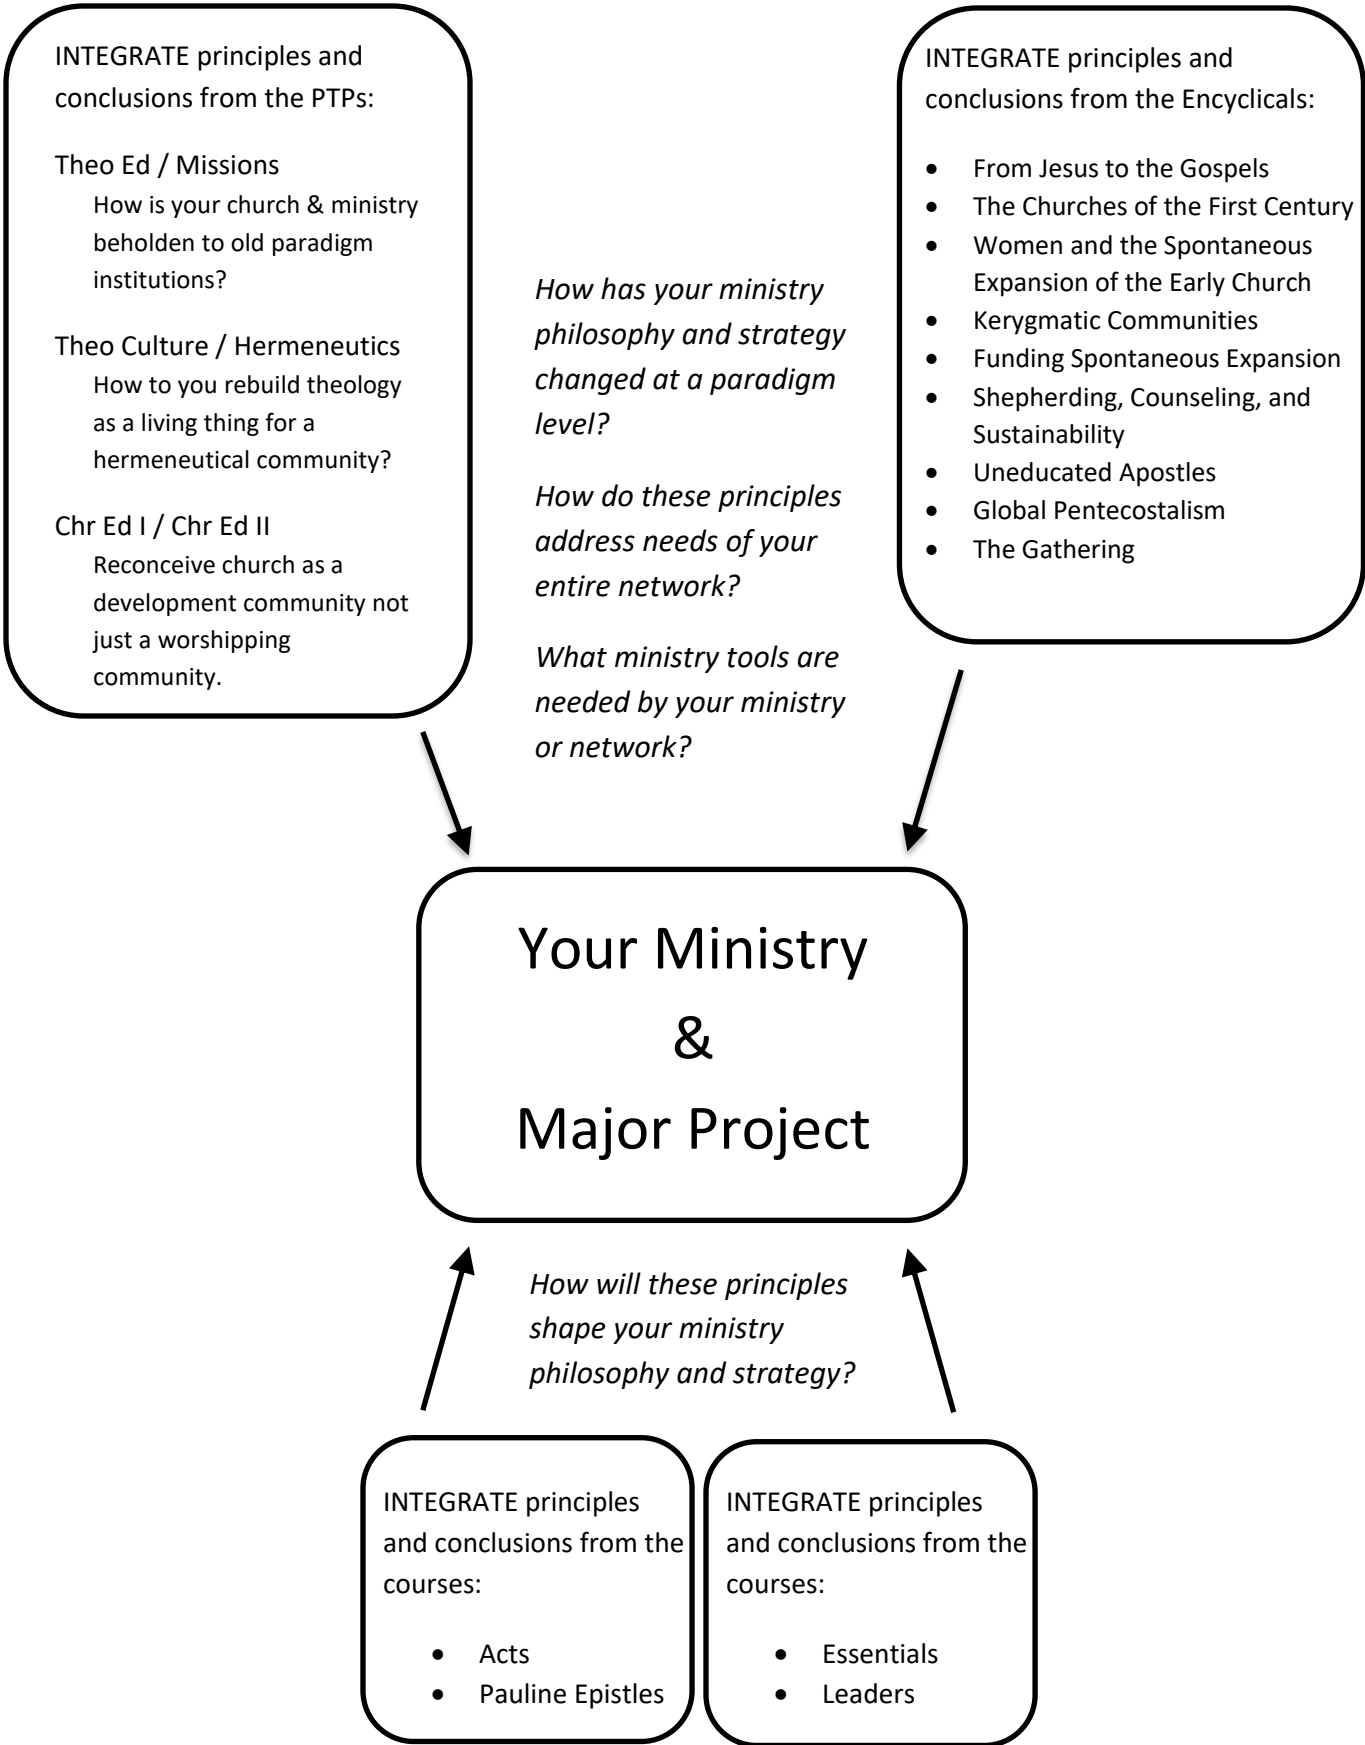 INTEGRATE principles and
conclusions from the PTPs:
Theo Ed / Missions
How is your church & ministry
beholden to old paradigm
institutions?
Theo Culture / Hermeneutics
How to you rebuild theology
as a living thing for a
hermeneutical community?
Chr Ed I / Chr Ed II
Reconceive church as a
development community not
just a worshipping
community.
How has your ministry
philosophy and strategy
changed at a paradigm
level?
How do these principles
address needs of your
entire network?
What ministry tools are
needed by your ministry
or network?
INTEGRATE principles and
conclusions from the Encyclicals:
• From Jesus to the Gospels
• The Churches of the First Century
• Women and the Spontaneous
Expansion of the Early Church
• Kerygmatic Communities
• Funding Spontaneous Expansion
• Shepherding, Counseling, and
Sustainability
• Uneducated Apostles
• Global Pentecostalism
• The Gathering
Your Ministry
&
Major Project
How will these principles
shape your ministry
philosophy and strategy?
INTEGRATE principles
and conclusions from the
courses:
• Acts
• Pauline Epistles
INTEGRATE principles
and conclusions from the
courses:
• Essentials
• Leaders